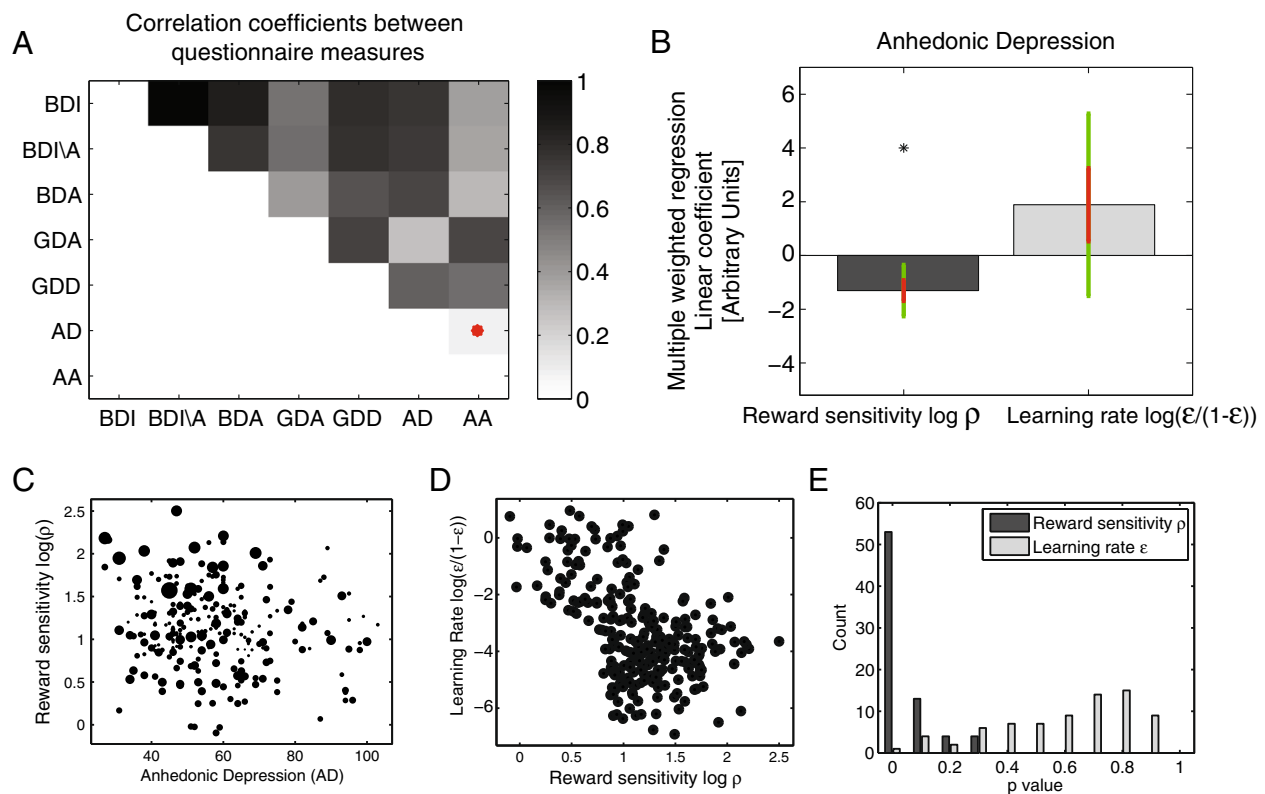 A
Correlation coefficients between
questionnaire measures
BDI
BDI\A
BDA
GDA
GDD
AD
AA
BDI BDI\A BDA GDA GDD AD AA
1
0.8
0.6
0.4
0.2
0
B
Anhedonic Depression
Multiple weighted regression
Linear coefficient
[Arbitrary Units]
6
4
2
0
−2
−4
*
Reward sensitivity log ρ Learning rate log(ε/(1-ε))
C
Reward sensitivity log(ρ)
2.5
2
1.5
1
0.5
0
40 60 80 100
Anhedonic Depression (AD)
D
Learning Rate log(ε/(1−ε))
0
−2
−4
−6
0 0.5 1 1.5 2 2.5
Reward sensitivity log ρ
E
Count
60
50
40
30
20
10
0
Reward sensitivity ρ
Learning rate ε
0 0.2 0.4 0.6 0.8 1
p value